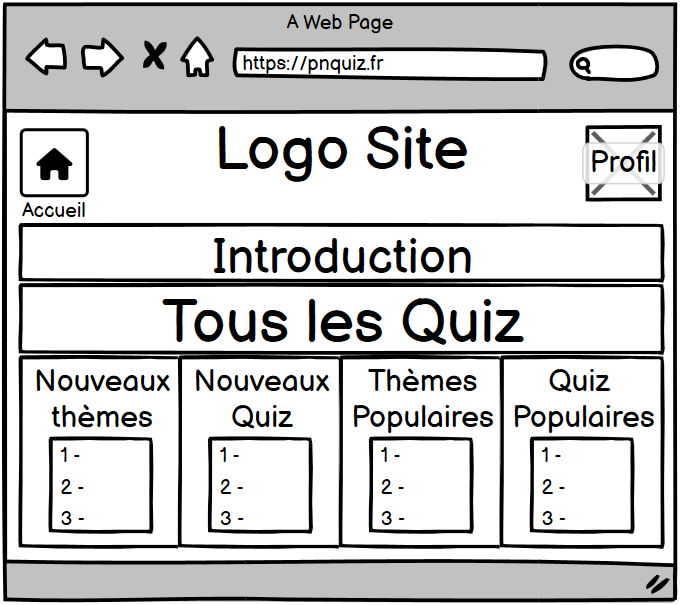 A Web Page
https://pnquiz.fr
Logo Site
Profil
Accueil
Introduction
Tous les Quiz
Nouveaux
thèmes
1 -
2 -
3 -
Nouveaux
Quiz
1 -
2 -
3 -
Thèmes
Populaires
1 -
2 -
3 -
Quiz
Populaires
1 -
2 -
3 -